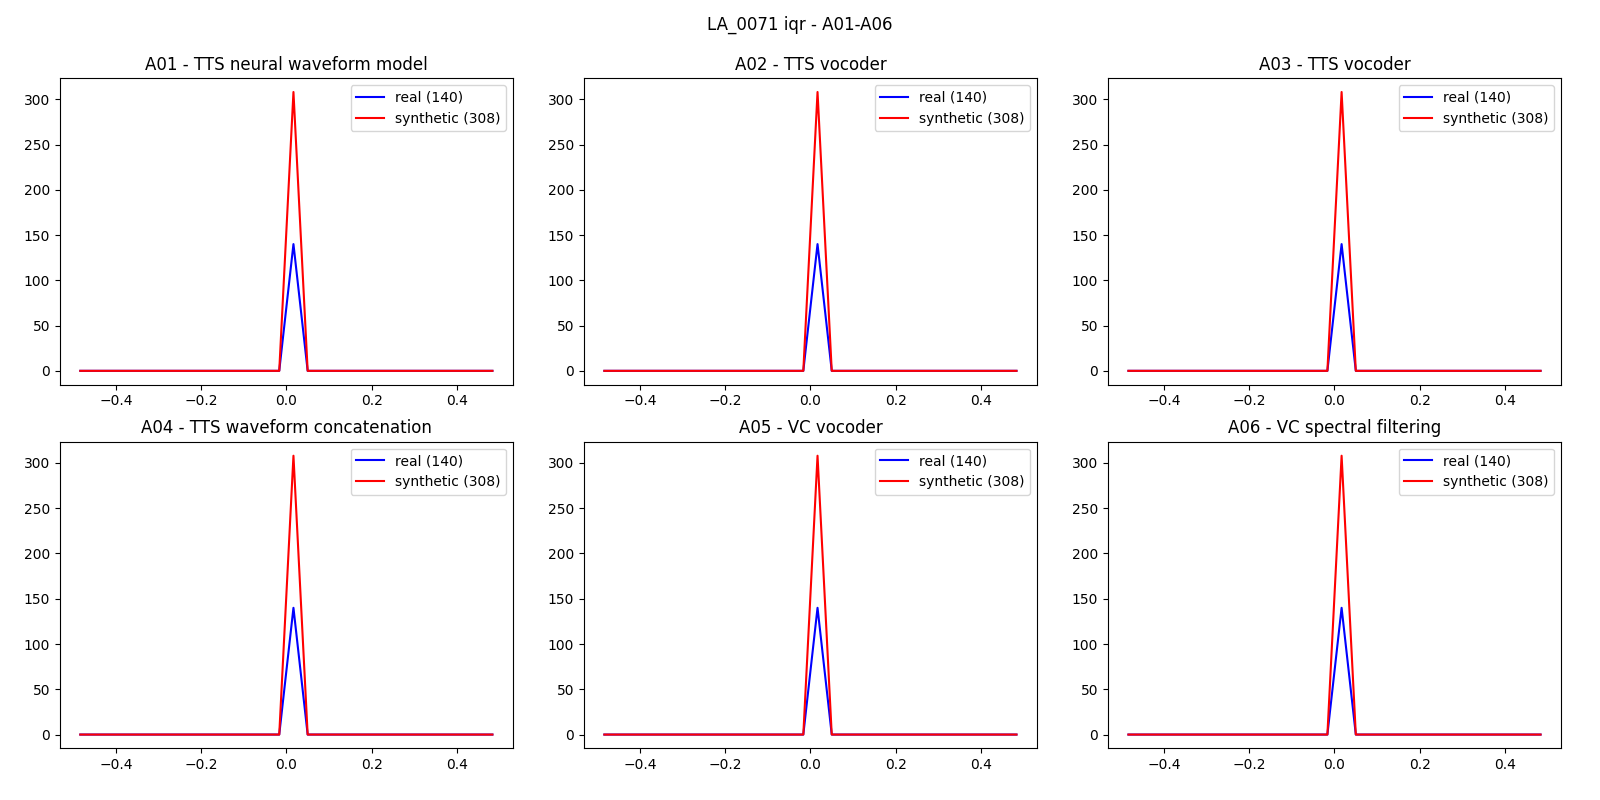 LA_0071 iqr - A01-A06
A01 - TTS neural waveform model
300
250
200
150
100
50
0
real (140)
synthetic (308)
−0.4 −0.2 0.0 0.2 0.4
A02 - TTS vocoder
300
250
200
150
100
50
0
real (140)
synthetic (308)
−0.4 −0.2 0.0 0.2 0.4
A03 - TTS vocoder
300
250
200
150
100
50
0
real (140)
synthetic (308)
−0.4 −0.2 0.0 0.2 0.4
A04 - TTS waveform concatenation
300
250
200
150
100
50
0
real (140)
synthetic (308)
−0.4 −0.2 0.0 0.2 0.4
A05 - VC vocoder
300
250
200
150
100
50
0
real (140)
synthetic (308)
−0.4 −0.2 0.0 0.2 0.4
A06 - VC spectral filtering
300
250
200
150
100
50
0
real (140)
synthetic (308)
−0.4 −0.2 0.0 0.2 0.4